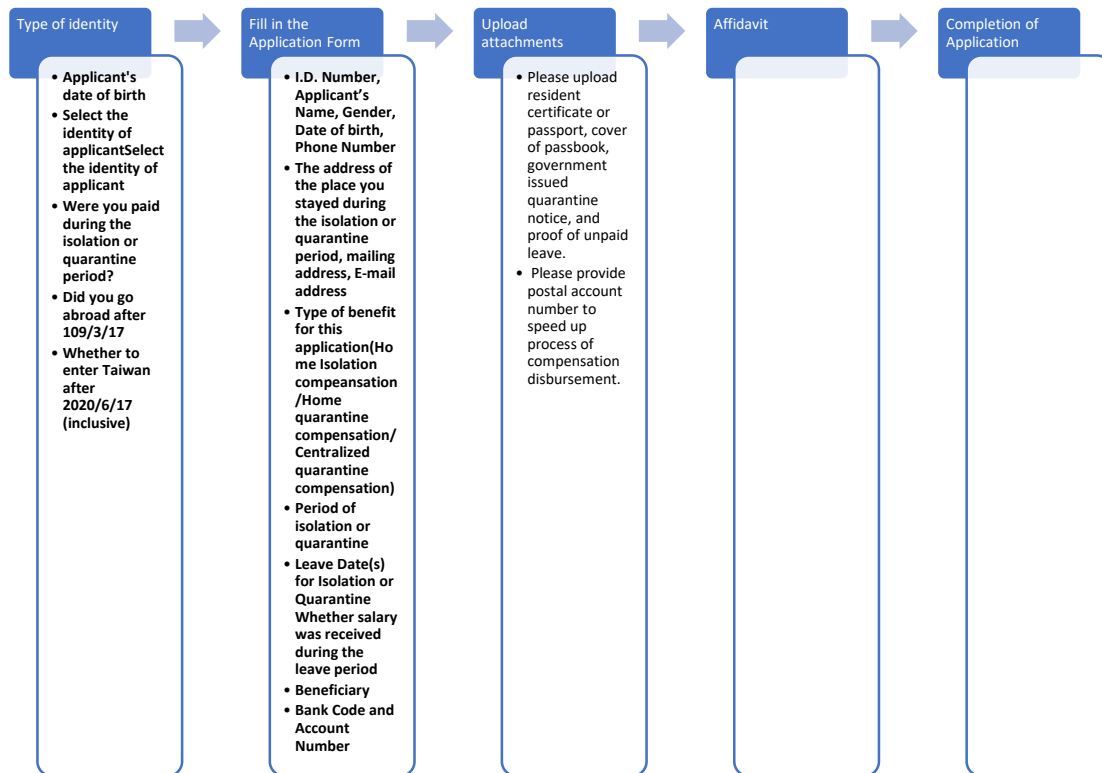 Type of identity
• Applicant's
date of birth
• Select the
identity of
applicantSelect
the identity of
applicant
• Were you paid
during the
isolation or
quarantine
period?
• Did you go
abroad after
109/3/17
• Whether to
enter Taiwan
after
2020/6/17
(inclusive)
Fill in the
Application Form
• I.D. Number,
Applicant's
Name, Gender,
Date of birth,
Phone Number
• The address of
the place you
stayed during
the isolation or
quarantine
period, mailing
address, E-mail
address
• Type of benefit
for this
application(Ho
me Isolation
compeansation
/Home
quarantine
compensation/
Centralized
quarantine
compensation)
• Period of
isolation or
quarantine
• Leave Date(s)
for Isolation or
Quarantine
Whether salary
was received
during the
leave period
• Beneficiary
• Bank Code and
Account
Number
Upload
attachments
• Please upload
resident
certificate or
passport, cover
of passbook,
government
issued
quarantine
notice, and
proof of unpaid
leave.
• Please provide
postal account
number to
speed up
process of
compensation
disbursement.
Affidavit
Completion of
Application